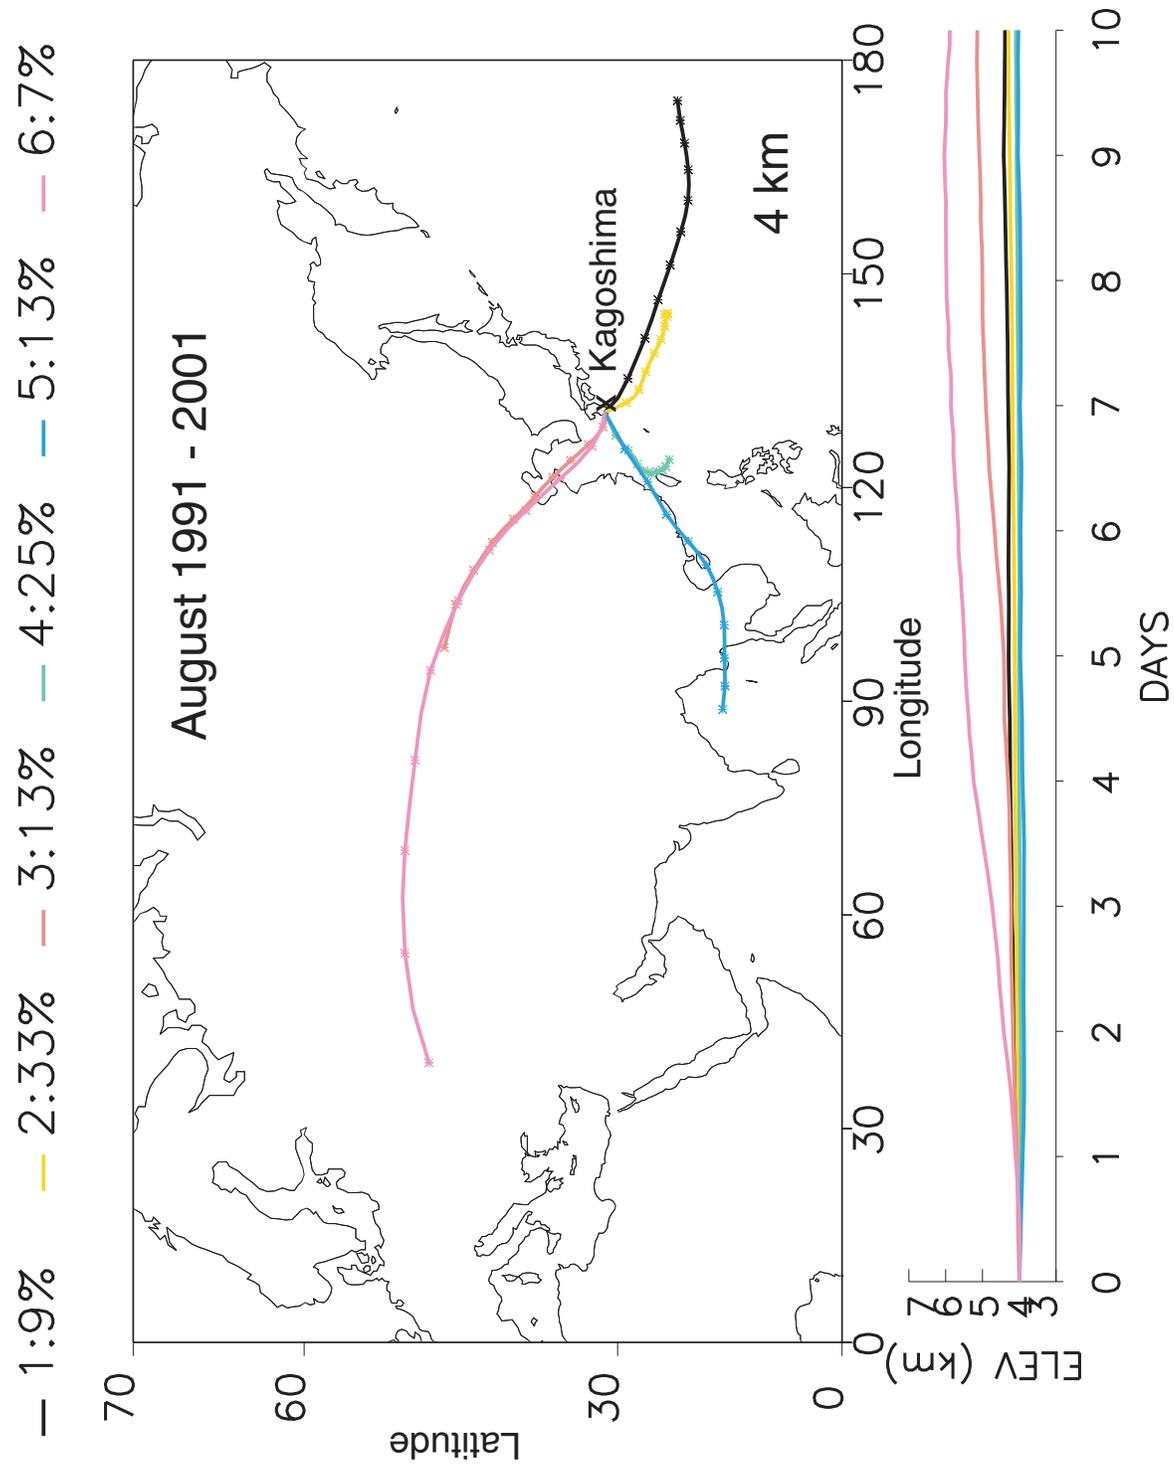 1:9% 2:33% 3:13% 4:25% 5:13% 6:7%
August 1991 - 2001
Kagoshima
4 km
Latitude
70
60
30
0
0 30 60 90 120 150 180
Longitude
ELEV (km)
7
6
5
4
3
0 1 2 3 4 5 6 7 8 9 10
DAYS